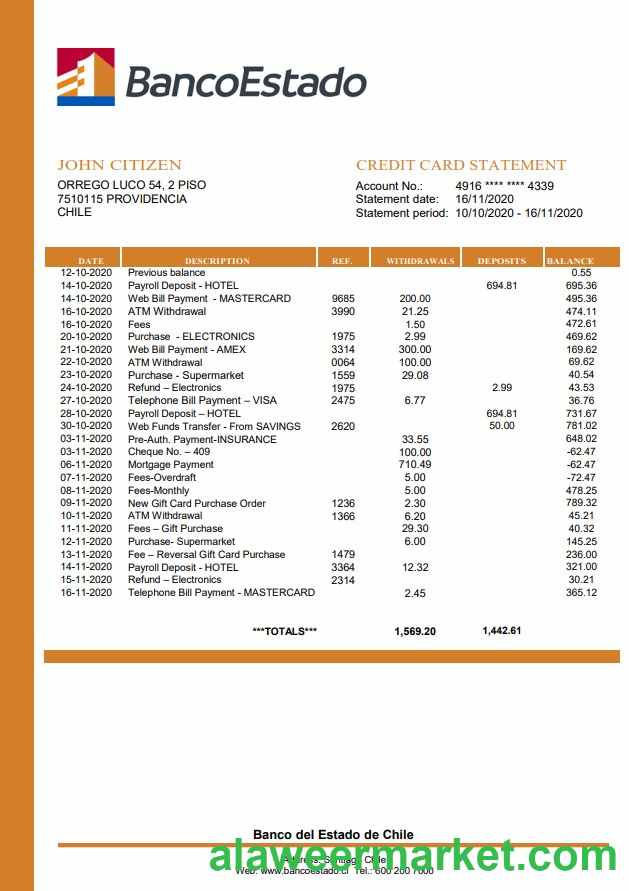 BancoEstado
JOHN CITIZEN
ORREGO LUCO 54, 2 PISO
7510115 PROVIDENCIA
CHILE
CREDIT CARD STATEMENT
Account No.: 4916 **** **** 4339
Statement date: 16/11/2020
Statement period: 10/10/2020 - 16/11/2020
DATE DESCRIPTION REF. WITHDRAWALS DEPOSITS BALANCE
12-10-2020 Previous balance 0.55
14-10-2020 Payroll Deposit - HOTEL 694.81 695.36
14-10-2020 Web Bill Payment - MASTERCARD 9685 200.00 495.36
16-10-2020 ATM Withdrawal 3990 21.25 474.11
16-10-2020 Fees 1.50 472.61
20-10-2020 Purchase - ELECTRONICS 1975 2.99 469.62
21-10-2020 Web Bill Payment - AMEX 3314 300.00 169.62
22-10-2020 ATM Withdrawal 0064 100.00 69.62
23-10-2020 Purchase - Supermarket 1559 29.08 40.54
24-10-2020 Refund – Electronics 1975 2.99 43.53
27-10-2020 Telephone Bill Payment – VISA 2475 6.77 36.76
28-10-2020 Payroll Deposit – HOTEL 694.81 731.67
30-10-2020 Web Funds Transfer - From SAVINGS 2620 50.00 781.02
03-11-2020 Pre-Auth. Payment-INSURANCE 33.55 648.02
03-11-2020 Cheque No. – 409 100.00 -62.47
06-11-2020 Mortgage Payment 710.49 -62.47
07-11-2020 Fees-Overdraft 5.00 -72.47
08-11-2020 Fees-Monthly 5.00 478.25
09-11-2020 New Gift Card Purchase Order 1236 2.30 789.32
10-11-2020 ATM Withdrawal 1366 6.20 45.21
11-11-2020 Fees – Gift Purchase 29.30 40.32
12-11-2020 Purchase- Supermarket 6.00 145.25
13-11-2020 Fee – Reversal Gift Card Purchase 1479 236.00
14-11-2020 Payroll Deposit - HOTEL 3364 12.32 321.00
15-11-2020 Refund – Electronics 2314 30.21
16-11-2020 Telephone Bill Payment - MASTERCARD 2.45 365.12
***TOTALS*** 1,569.20 1,442.61
Banco del Estado de Chile
alaweermarket.com
Address: Santiago, Chile
Web: www.bancoestado.cl Tel.: 600 200 7000